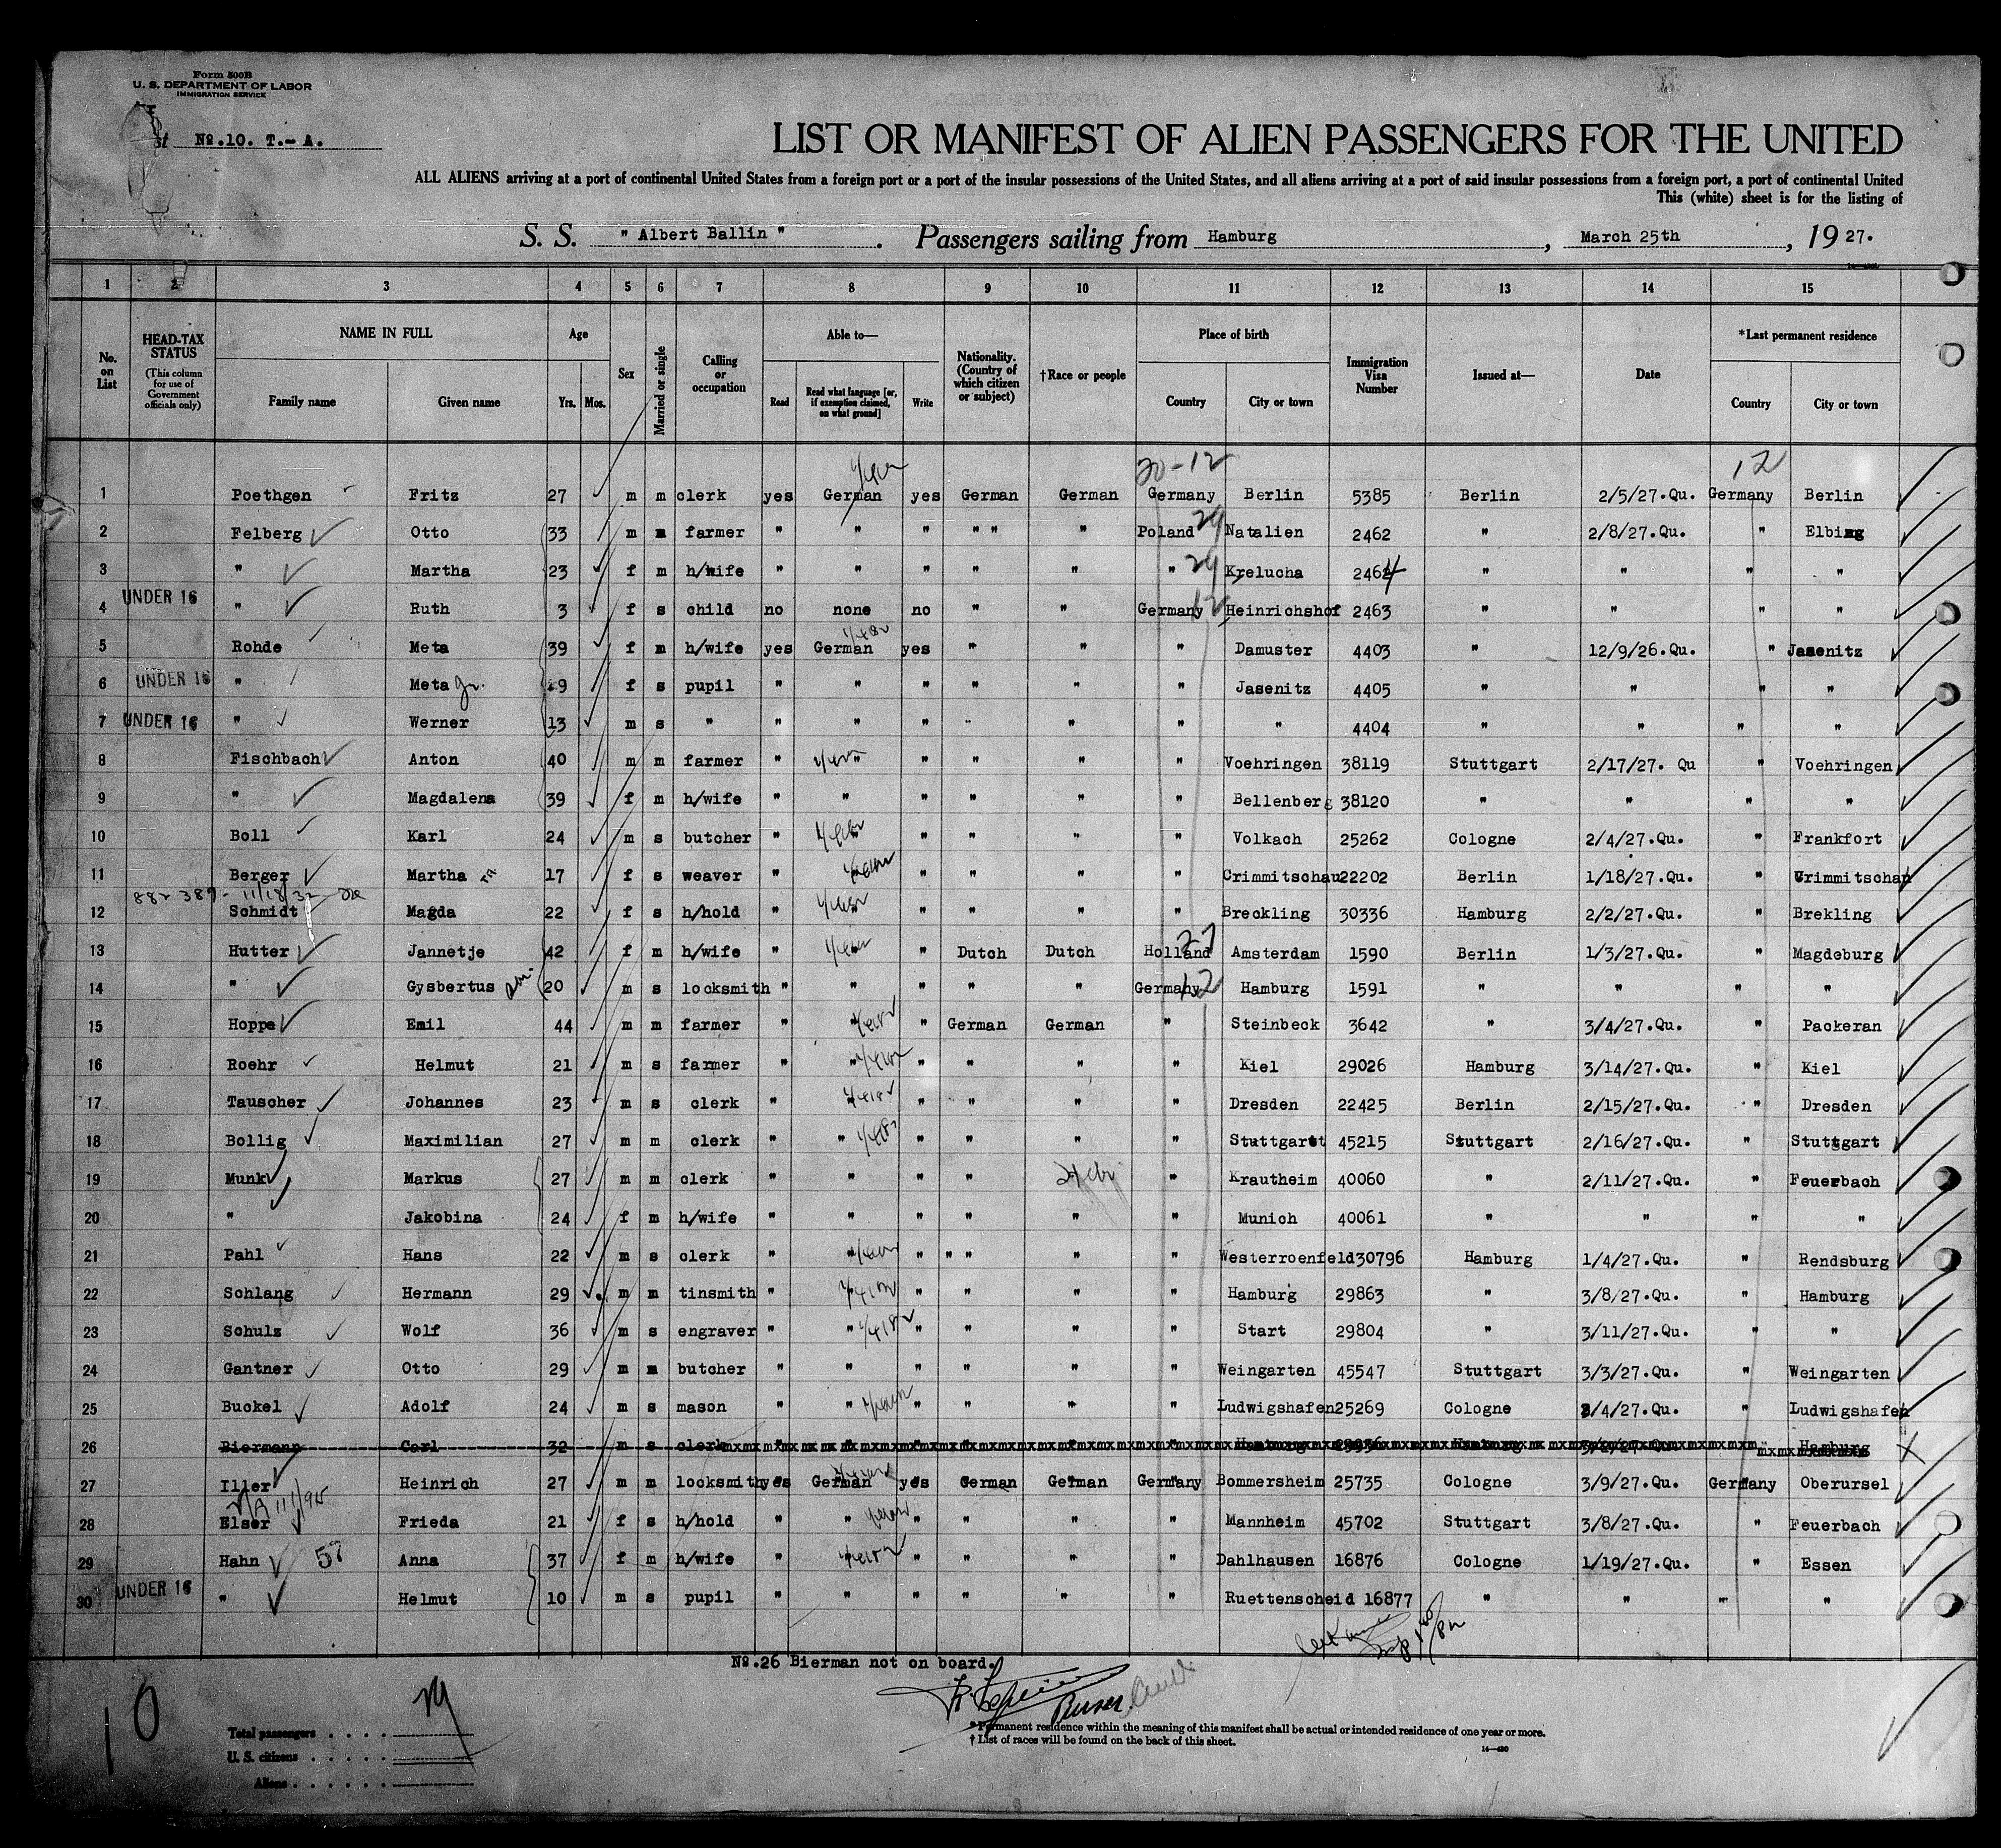 Form 500B
U. S. DEPARTMENT OF LABOR
IMMIGRATION SERVICE
st No.10. T.- A.
LIST OR MANIFEST OF ALIEN PASSENGERS FOR THE UNITED
ALL ALIENS arriving at a port of continental United States from a foreign port or a port of the insular possessions of the United States, and all aliens arriving at a port of said insular possessions from a foreign port, a port of continental United
This (white) sheet is for the listing of
S. S. " Albert Ballin ". Passengers sailing from Hamburg, March 25th, 1927.
1 2 3 4 5 6 7 8 9 10 11 12 13 14 15
No. on List
HEAD-TAX STATUS (This column for use of Government officials only)
NAME IN FULL
Family name Given name
Age
Yrs. Mos.
Sex
Married or single
Calling or occupation
Able to—
Read Read what language [or, if exemption claimed, on what ground] Write
Nationality. (Country of which citizen or subject)
†Race or people
Place of birth
Country City or town
Immigration Visa Number
Issued at—
Date
*Last permanent residence
Country City or town
20-12 12
1 Poethgen Fritz 27 m m clerk yes German yes German German Germany Berlin 5385 Berlin 2/5/27.Qu. Germany Berlin
2 Felberg Otto 33 m m farmer " " " " " " Poland 29 Natalien 2462 " 2/8/27.Qu. " Elbing
3 " Martha 23 f m h/wife " " " " " " 29 Krelucha 2464 " " " "
4 UNDER 16 " Ruth 3 f s child no none no " " Germany 12 Heinrichshof 2463 " " " "
5 Rohde Meta 39 f m h/wife yes German yes " " " Damuster 4403 " 12/9/26.Qu. " Jasenitz
6 UNDER 16 " Meta Jr. 9 f s pupil " " " " " " Jasenitz 4405 " " " "
7 UNDER 16 " Werner 13 m s " " " " " " " " 4404 " " " "
8 Fischbach Anton 40 m m farmer " " " " " " Voehringen 38119 Stuttgart 2/17/27. Qu " Voehringen
9 " Magdalena 39 f m h/wife " " " " " " Bellenberg 38120 " " " "
10 Boll Karl 24 m s butcher " " " " " " Volkach 25262 Cologne 2/4/27.Qu. " Frankfort
11 Berger Martha 17 f s weaver " " " " " " Crimmitschau 22202 Berlin 1/18/27.Qu. " Crimmitschau
882 387 - 11/18/32
12 Schmidt Magda 22 f s h/hold " " " " " " Breckling 30336 Hamburg 2/2/27.Qu. " Brekling
13 Hutter Jannetje 42 f m h/wife " " Dutch Dutch Holland 27 Amsterdam 1590 Berlin 1/3/27.Qu. " Magdeburg
14 " Gysbertus 20 m s locksmith " " " " " Germany 12 Hamburg 1591 " " " "
15 Hoppe Emil 44 m m farmer " " " German German " Steinbeck 3642 " 3/4/27.Qu. " Packeran
16 Roehr Helmut 21 m s farmer " " " " " " Kiel 29026 Hamburg 3/14/27.Qu. " Kiel
17 Tauscher Johannes 23 m s clerk " " " " " " Dresden 22425 Berlin 2/15/27.Qu. " Dresden
18 Bollig Maximilian 27 m m clerk " " " " " " Stuttgart 45215 Stuttgart 2/16/27.Qu. " Stuttgart
19 Munk Markus 27 m m clerk " " " " " Krautheim 40060 " 2/11/27.Qu. " Feuerbach
20 " Jakobina 24 f m h/wife " " " " " " Munich 40061 " " " "
21 Pahl Hans 22 m s clerk " " " " " " " Westerroenfeld 30796 Hamburg 1/4/27.Qu. " Rendsburg
22 Schlang Hermann 29 m m tinsmith " " " " " " Hamburg 29863 " 3/8/27.Qu. " Hamburg
23 Schulz Wolf 36 m s engraver " " " " " " Start 29804 " 3/11/27.Qu. " "
24 Gantner Otto 29 m m butcher " " " " " " Weingarten 45547 Stuttgart 3/3/27.Qu. " Weingarten
25 Buckel Adolf 24 m s mason " " " " " " Ludwigshafen 25269 Cologne 2/4/27.Qu. " Ludwigshafen
26 Biermann Carl 32 m s clerk Hamburg Hamburg Hamburg
27 Iller Heinrich 27 m m locksmith yes German yes German German Germany Bommersheim 25735 Cologne 3/9/27.Qu. Germany Oberursel
28 Elser Frieda 21 f s h/hold " " " " " " Mannheim 45702 Stuttgart 3/8/27.Qu. " Feuerbach
29 Hahn 57 Anna 37 f m h/wife " " " " " " Dahlhausen 16876 Cologne 1/19/27.Qu. " Essen
30 UNDER 16 " Helmut 10 m s pupil " " " " " " Ruettenscheid 16877 " " " "
No.26 Bierman not on board.
Purser
10
Total passengers
U. S. citizens
Aliens
*Permanent residence within the meaning of this manifest shall be actual or intended residence of one year or more.
† List of races will be found on the back of this sheet.